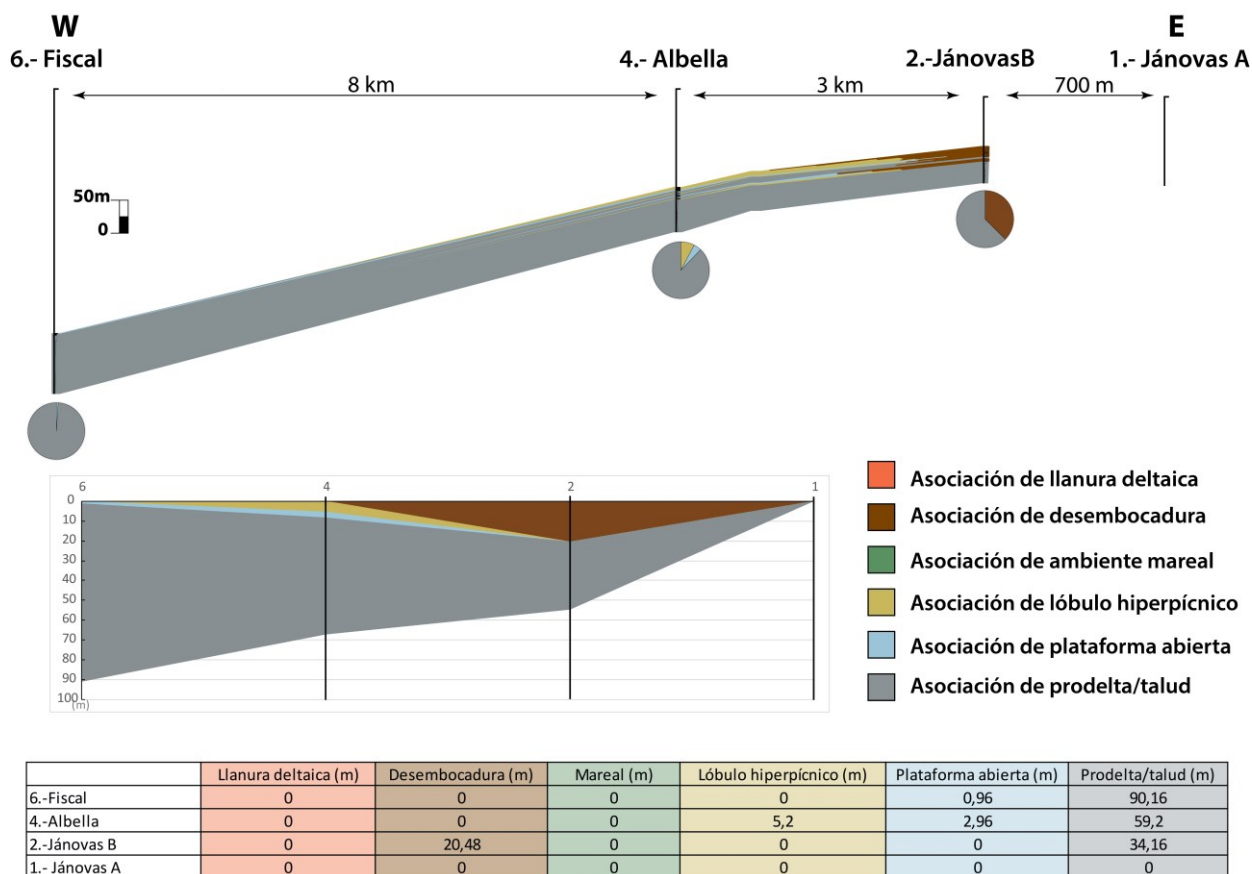 W
E
6.- Fiscal
4.- Albella
2.-JánovasB
1.- Jánovas A
8 km
3 km
700 m
50m
0
6
4
2
1
0
10
20
30
40
50
60
70
80
90
100
(m)
Asociación de llanura deltaica
Asociación de desembocadura
Asociación de ambiente mareal
Asociación de lóbulo hiperpícnico
Asociación de plataforma abierta
Asociación de prodelta/talud
Llanura deltaica (m) Desembocadura (m) Mareal (m) Lóbulo hiperpícnico (m) Plataforma abierta (m) Prodelta/talud (m)
6.-Fiscal 0 0 0 0 0,96 90,16
4.-Albella 0 0 0 5,2 2,96 59,2
2.-Jánovas B 0 20,48 0 0 0 34,16
1.- Jánovas A 0 0 0 0 0 0